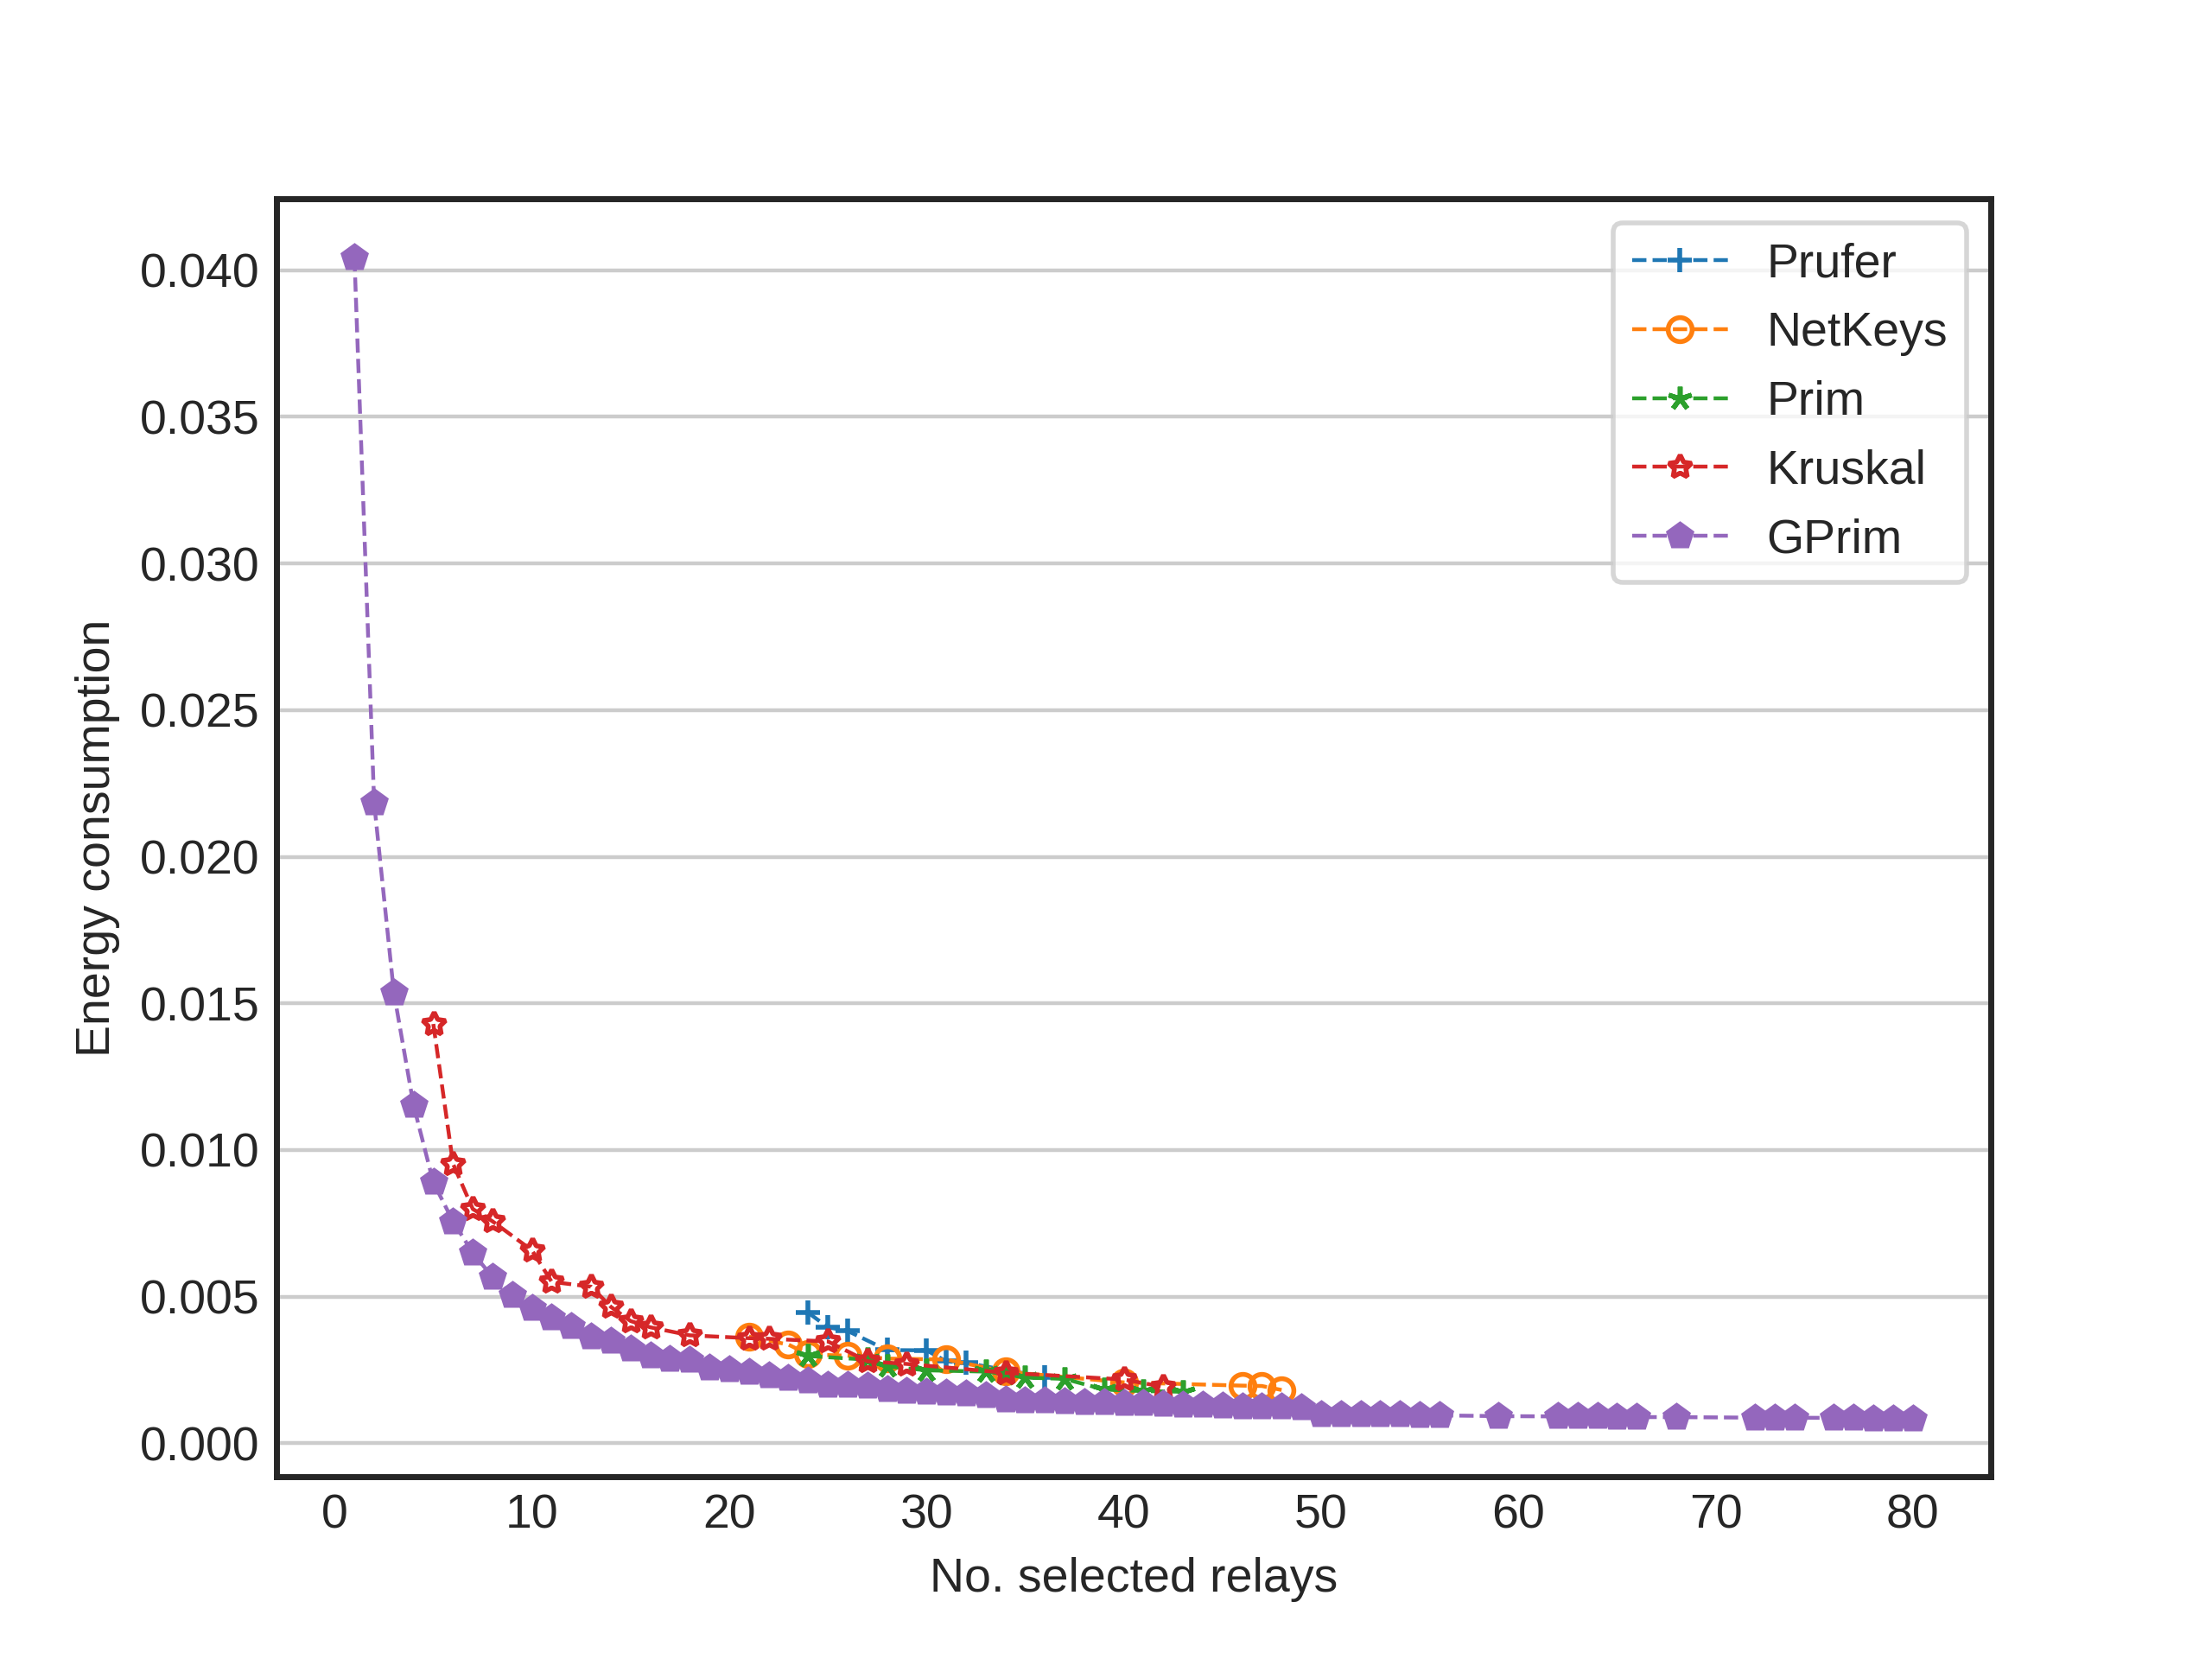 0.040
0.035
0.030
0.025
0.020
0.015
0.010
0.005
0.000
Energy consumption
0 10 20 30 40 50 60 70 80
No. selected relays
Prufer
NetKeys
Prim
Kruskal
GPrim